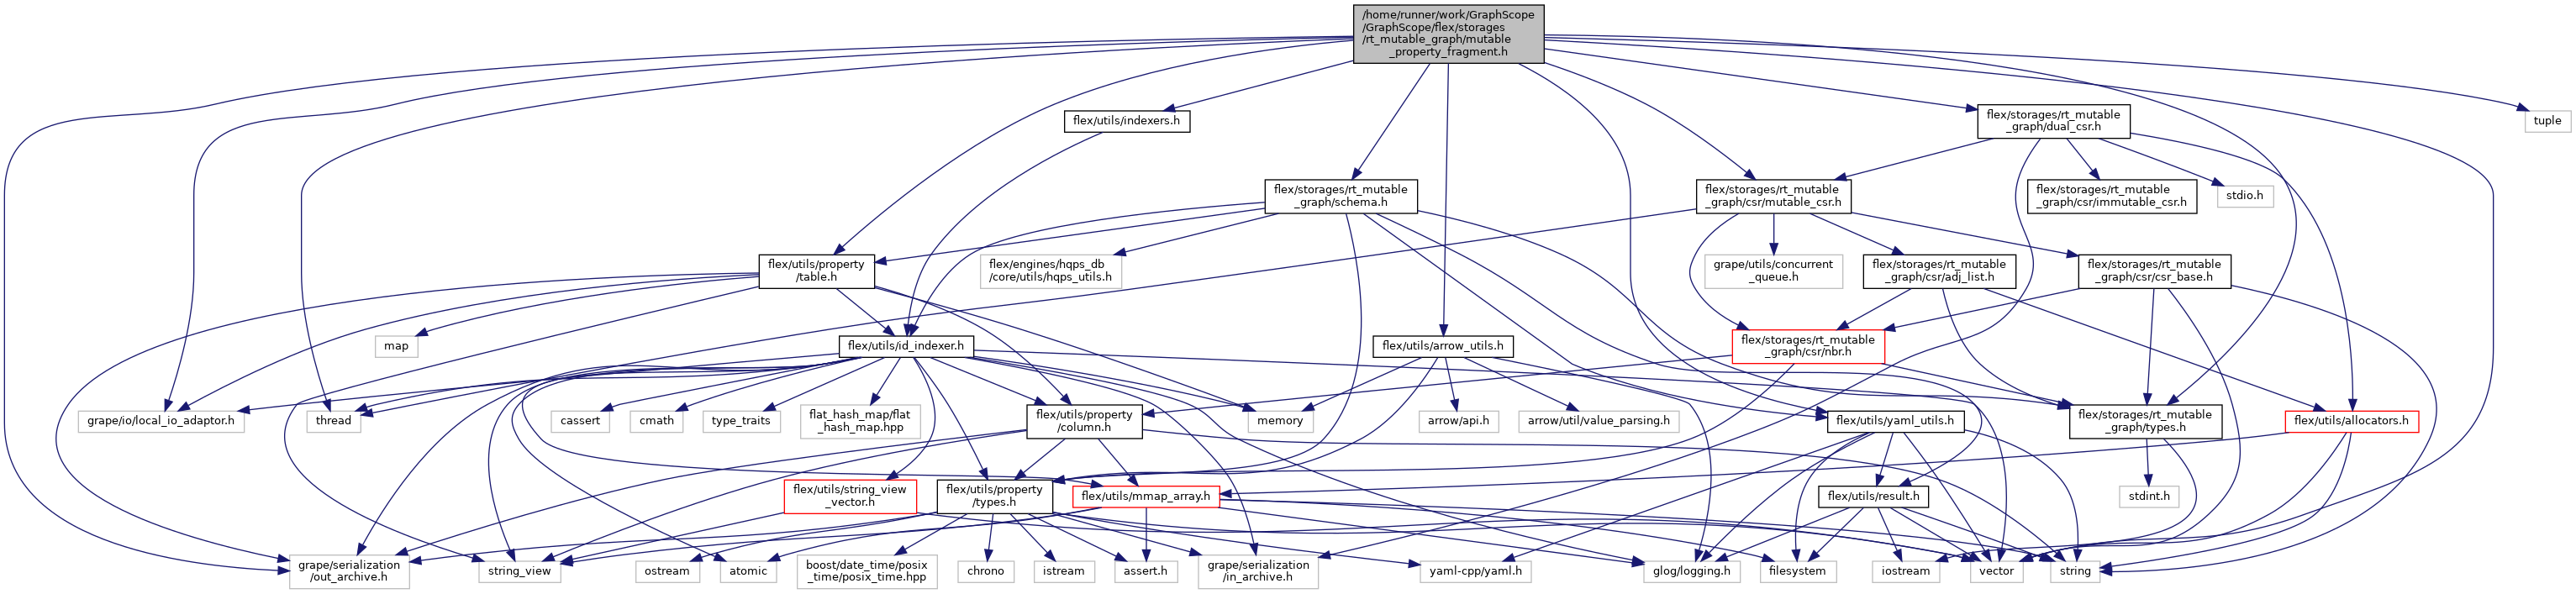 /home/runner/work/GraphScope
/GraphScope/flex/storages
/rt_mutable_graph/mutable
_property_fragment.h
flex/utils/indexers.h
flex/storages/rt_mutable
_graph/dual_csr.h
tuple
flex/storages/rt_mutable
_graph/schema.h
flex/storages/rt_mutable
_graph/csr/mutable_csr.h
flex/storages/rt_mutable
_graph/csr/immutable_csr.h
stdio.h
flex/utils/property
/table.h
flex/engines/hqps_db
/core/utils/hqps_utils.h
grape/utils/concurrent
_queue.h
flex/storages/rt_mutable
_graph/csr/adj_list.h
flex/storages/rt_mutable
_graph/csr/csr_base.h
map
flex/utils/id_indexer.h
flex/utils/arrow_utils.h
flex/storages/rt_mutable
_graph/csr/nbr.h
grape/io/local_io_adaptor.h
thread
cassert
cmath
type_traits
flat_hash_map/flat
_hash_map.hpp
flex/utils/property
/column.h
memory
arrow/api.h
arrow/util/value_parsing.h
flex/utils/yaml_utils.h
flex/storages/rt_mutable
_graph/types.h
flex/utils/allocators.h
flex/utils/string_view
_vector.h
flex/utils/property
/types.h
flex/utils/mmap_array.h
flex/utils/result.h
stdint.h
grape/serialization
/out_archive.h
string_view
ostream
atomic
boost/date_time/posix
_time/posix_time.hpp
chrono
istream
assert.h
grape/serialization
/in_archive.h
yaml-cpp/yaml.h
glog/logging.h
filesystem
iostream
vector
string